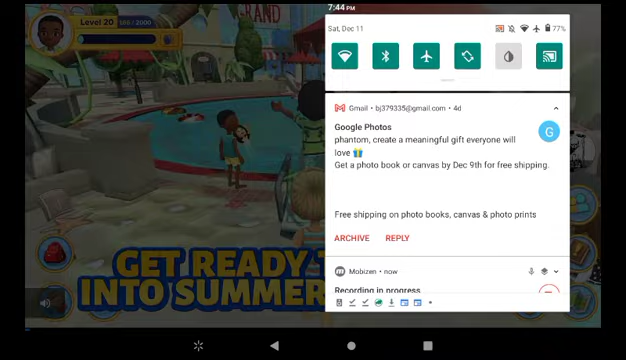 7:44 PM
Level 20
Sat, Dec 11
77%
GRAND
Gmail • bj379335@gmail.com • 4d
Google Photos
G
phantom, create a meaningful gift everyone will
love 🎁
Get a photo book or canvas by Dec 9th for free shipping.
Free shipping on photo books, canvas & photo prints
ARCHIVE REPLY
Mobizen • now
Recording in progress
GET READY T
INTO SUMMER